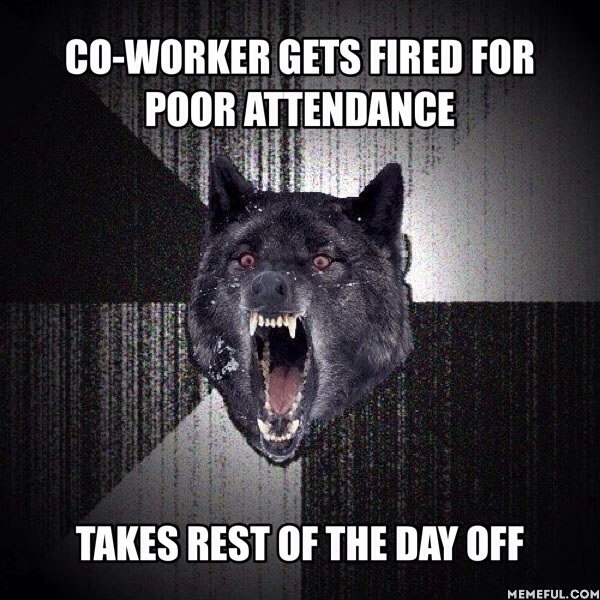 CO-WORKER GETS FIRED FOR
POOR ATTENDANCE
TAKES REST OF THE DAY OFF
MEMEFUL.COM